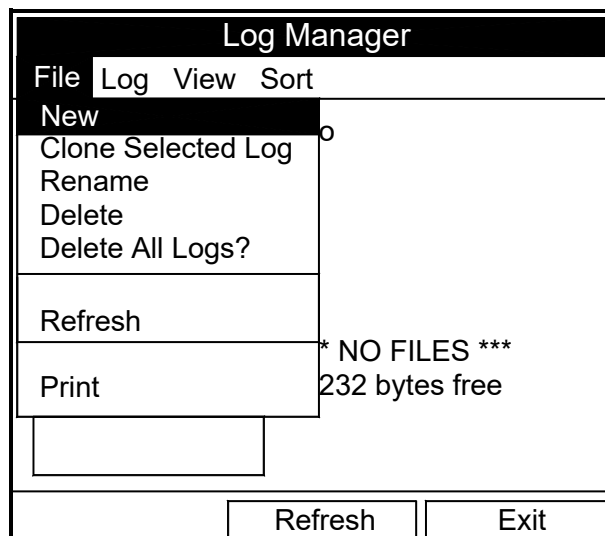 Log Manager
File Log View Sort
New
o
Clone Selected Log
Rename
Delete
Delete All Logs?
Refresh
* NO FILES ***
Print
232 bytes free
Refresh Exit